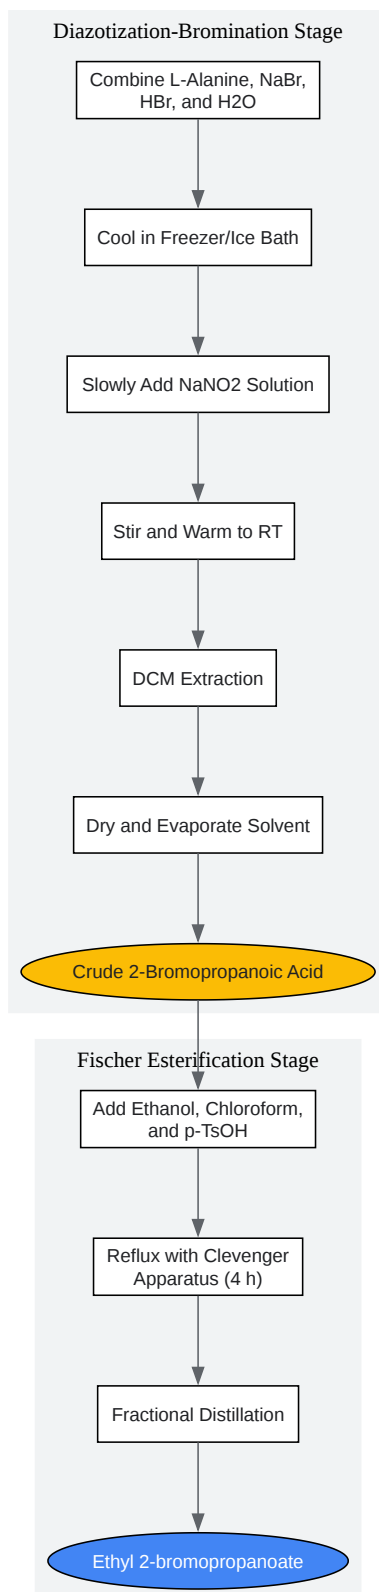 Diazotization-Bromination Stage
Combine L-Alanine, NaBr,
HBr, and H2O
Cool in Freezer/Ice Bath
Slowly Add NaNO2 Solution
Stir and Warm to RT
DCM Extraction
Dry and Evaporate Solvent
Crude 2-Bromopropanoic Acid
Fischer Esterification Stage
Add Ethanol, Chloroform,
and p-TsOH
Reflux with Clevenger
Apparatus (4 h)
Fractional Distillation
Ethyl 2-bromopropanoate